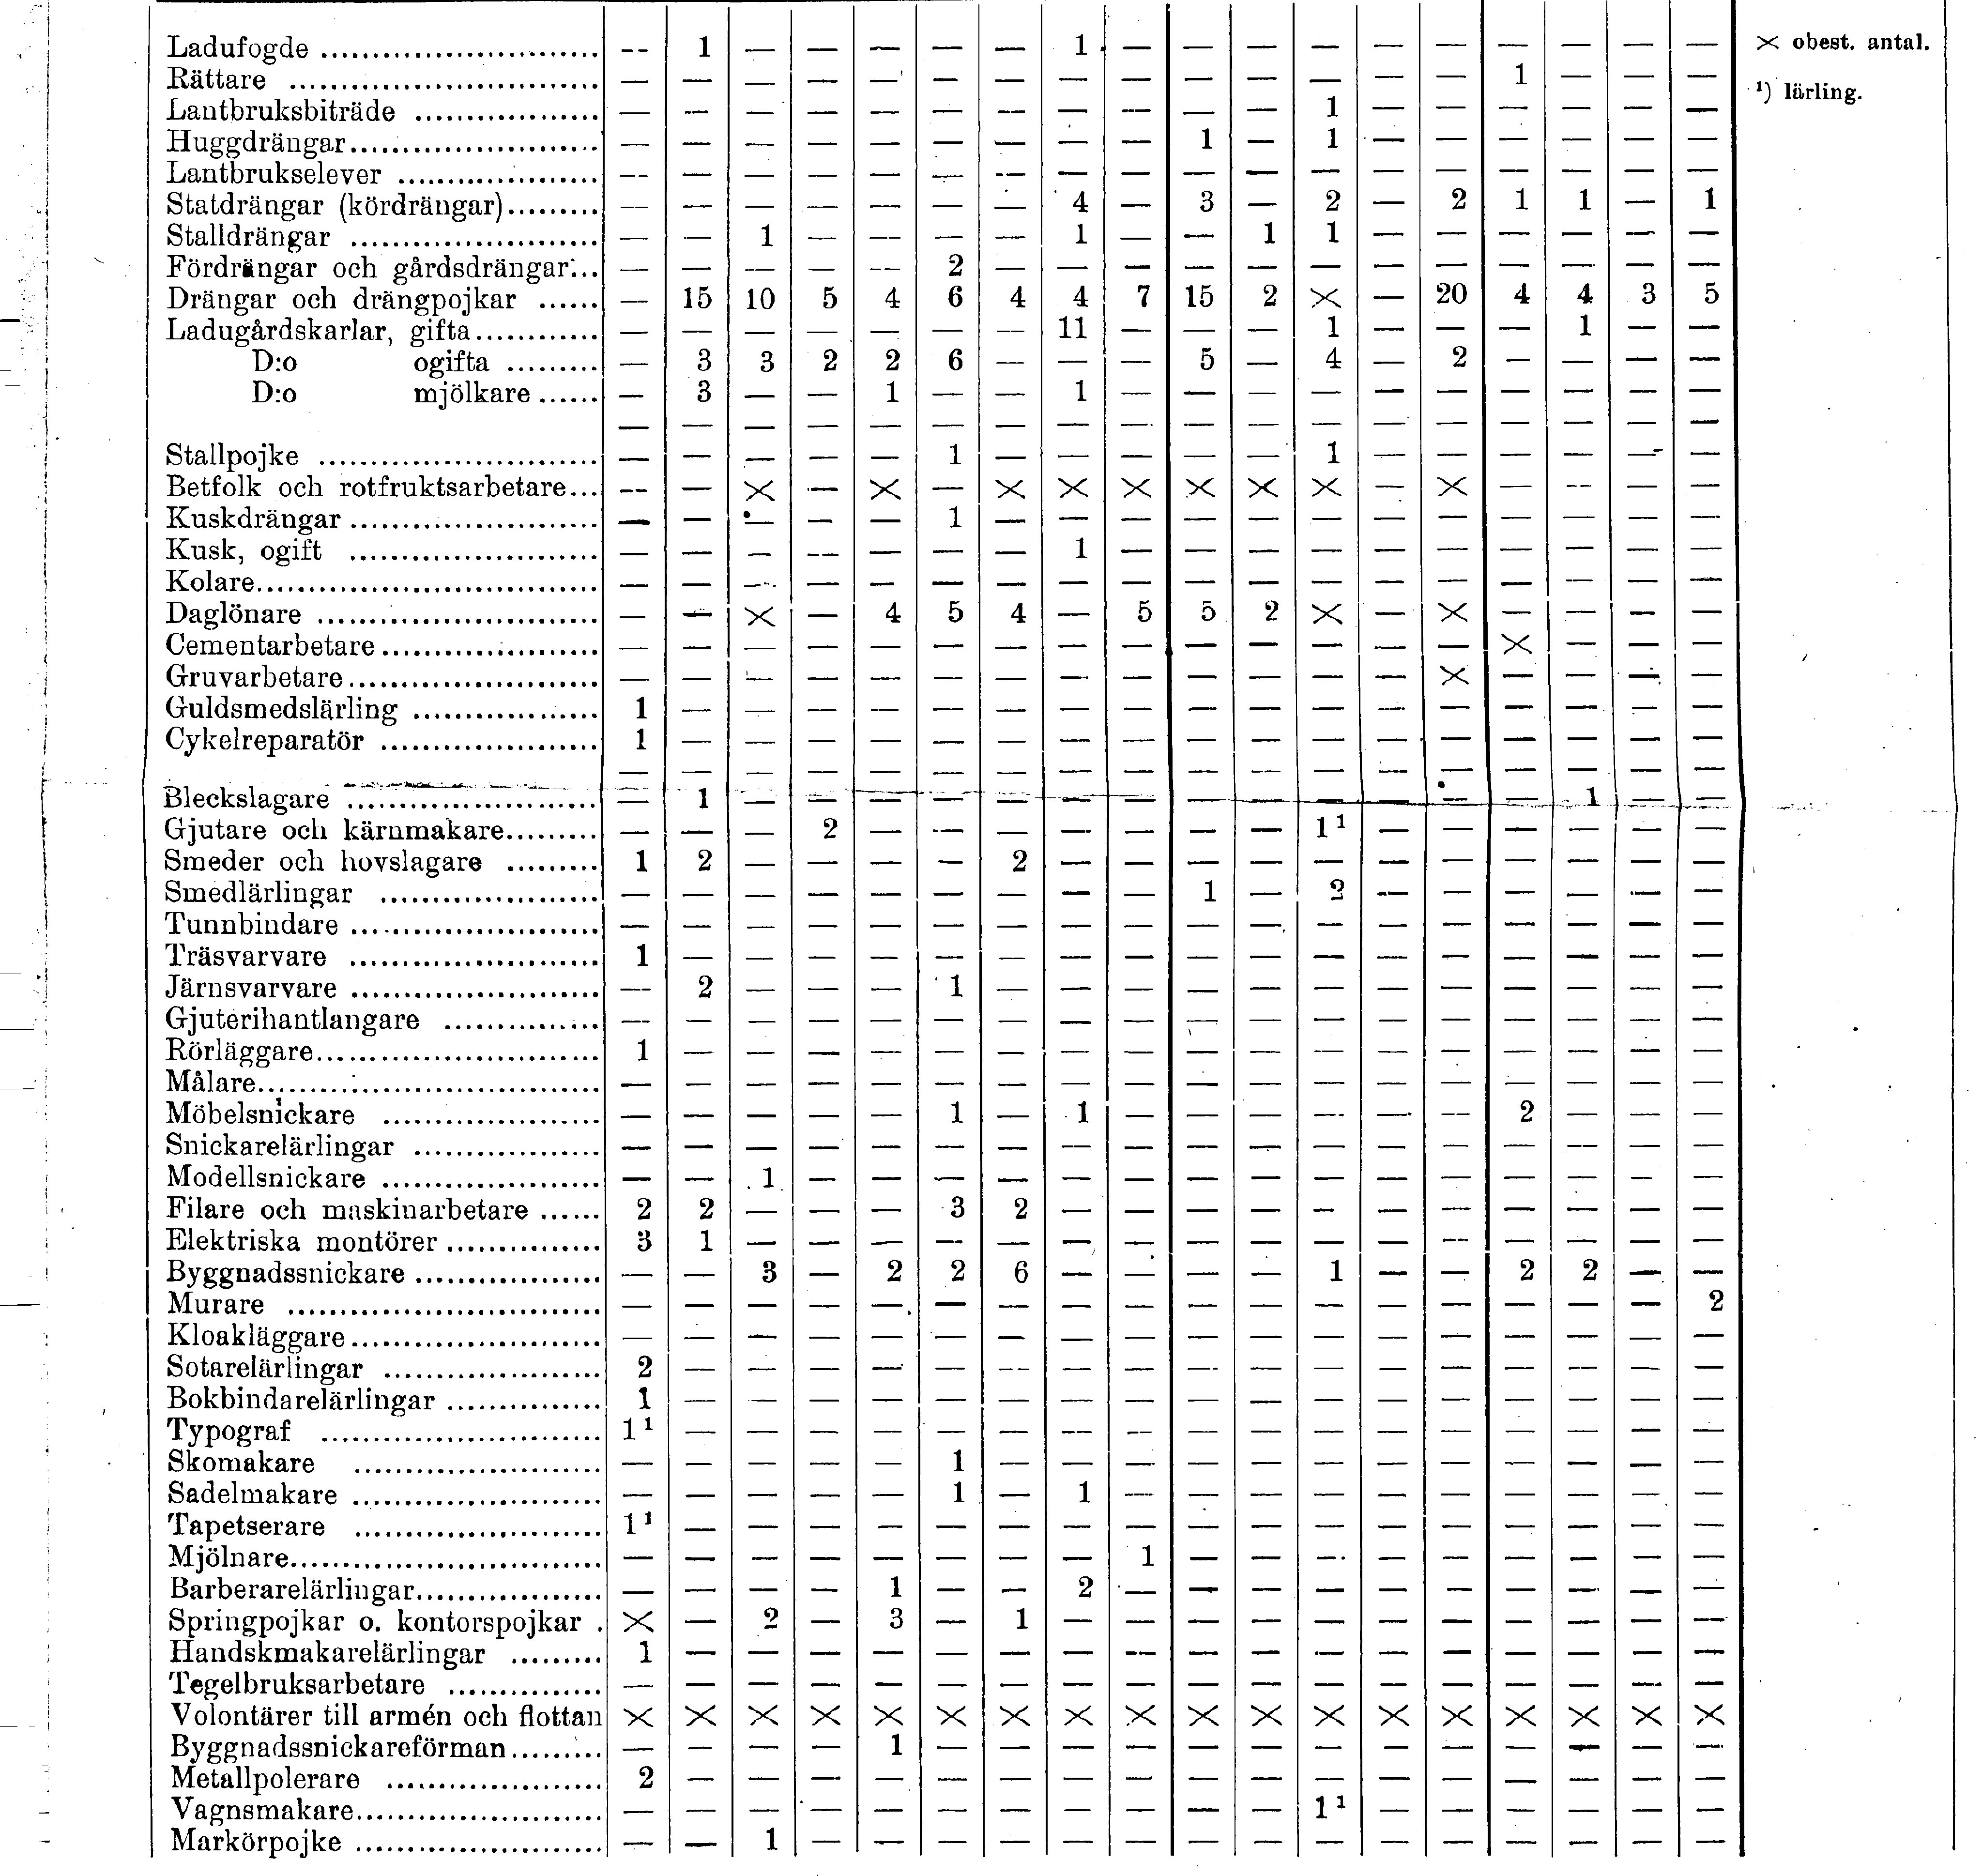 Ladufogde ........................... -- 1 — — — — — 1 — — — — — — — — — — × obest. antal.
Rättare .............................. — — — — — — — — — — — — — — 1 — — — ¹) lärling.
Lantbruksbiträde .................. — — — — — — — — — — — 1 — — — — — —
Huggdrängar........................ — — — — — — — — — 1 — 1 — — — — — —
Lantbrukselever ................... — — — — — — — — — — — — — — — — — —
Statdrängar (kördrängar)......... — — — — — — — 4 — 3 — 2 — 2 1 1 — 1
Stalldrängar ........................ — — 1 — — — — 1 — — 1 1 — — — — — —
Fördrängar och gårdsdrängar... — — — — — 2 — — — — — — — — — — — —
Drängar och drängpojkar ...... — 15 10 5 4 6 4 4 7 15 2 × — 20 4 4 3 5
Ladugårdskarlar, gifta............ — — — — — — — 11 — — — 1 — — — 1 — —
D:o ogifta ......... — 3 3 2 2 6 — — — 5 — 4 — 2 — — — —
D:o mjölkare ...... — 3 — — 1 — — 1 — — — — — — — — — —
— — — — — — — — — — — — — — — — — —
Stallpojke ........................... — — — — — 1 — — — — — 1 — — — — — —
Betfolk och rotfruktsarbetare... -- — × — × — × × × × × × — × — — — —
Kuskdrängar ........................ — — — — — 1 — — — — — — — — — — — —
Kusk, ogift ........................ — — — — — — — 1 — — — — — — — — — —
Kolare................................. — — — — — — — — — — — — — — — — — —
Daglönare ........................... — — × — 4 5 4 — 5 5 2 × — × — — — —
Cementarbetare ..................... — — — — — — — — — — — — — — × — — —
Gruvarbetare........................ — — — — — — — — — — — — — × — — — —
Guldsmedslärling .................. 1 — — — — — — — — — — — — — — — — —
Cykelreparatör ..................... 1 — — — — — — — — — — — — — — — — —
— — — — — — — — — — — — — — — — — —
Bleckslagare ........................ — 1 — — — — — — — — — — — — — 1 — —
Gjutare och kärnmakare......... — — — 2 — — — — — — — 1¹ — — — — — —
Smeder och hovslagare ......... 1 2 — — — — 2 — — — — — — — — — — —
Smedlärlingar ..................... — — — — — — — — — 1 — 2 — — — — — —
Tunnbindare ........................ — — — — — — — — — — — — — — — — — —
Träsvarvare ........................ 1 — — — — — — — — — — — — — — — — —
Järnsvarvare ........................ — 2 — — — 1 — — — — — — — — — — — —
Gjuterihantlangare ............... — — — — — — — — — — — — — — — — — —
Rörläggare........................... 1 — — — — — — — — — — — — — — — — —
Målare................................. — — — — — — — — — — — — — — — — — —
Möbelsnickare ..................... — — — — — 1 — 1 — — — — — — 2 — — —
Snickarelärlingar .................. — — — — — — — — — — — — — — — — — —
Modellsnickare ..................... — — 1 — — — — — — — — — — — — — — —
Filare och maskinarbetare ...... 2 2 — — — 3 2 — — — — — — — — — — —
Elektriska montörer ............... 3 1 — — — — — — — — — — — — — — — —
Byggnadssnickare .................. — — 3 — 2 2 6 — — — — 1 — — 2 2 — —
Murare .............................. — — — — — — — — — — — — — — — — — 2
Kloakläggare ........................ — — — — — — — — — — — — — — — — — —
Sotarelärlingar ..................... 2 — — — — — — — — — — — — — — — — —
Bokbindarelärlingar ............... 1 — — — — — — — — — — — — — — — — —
Typograf ........................... 1¹ — — — — — — — — — — — — — — — — —
Skomakare ........................ — — — — — 1 — — — — — — — — — — — —
Sadelmakare ........................ — — — — — 1 — 1 — — — — — — — — — —
Tapetserare ........................ 1¹ — — — — — — — — — — — — — — — — —
Mjölnare.............................. — — — — — — — — 1 — — — — — — — — —
Barberarelärlingar.................. — — — — 1 — — 2 — — — — — — — — — —
Springpojkar o. kontorspojkar . × — 2 — 3 — 1 — — — — — — — — — — —
Handskmakarelärlingar ......... 1 — — — — — — — — — — — — — — — — —
Tegelbruksarbetare ............... — — — — — — — — — — — — — — — — — —
Volontärer till armén och flottan × × × × × × × × × × × × × × × × × ×
Byggnadssnickareförman ......... — — — — 1 — — — — — — — — — — — — —
Metallpolerare ..................... 2 — — — — — — — — — — — — — — — — —
Vagnsmakare........................ — — — — — — — — — — — 1¹ — — — — — —
Markörpojke ........................ — — 1 — — — — — — — — — — — — — — —